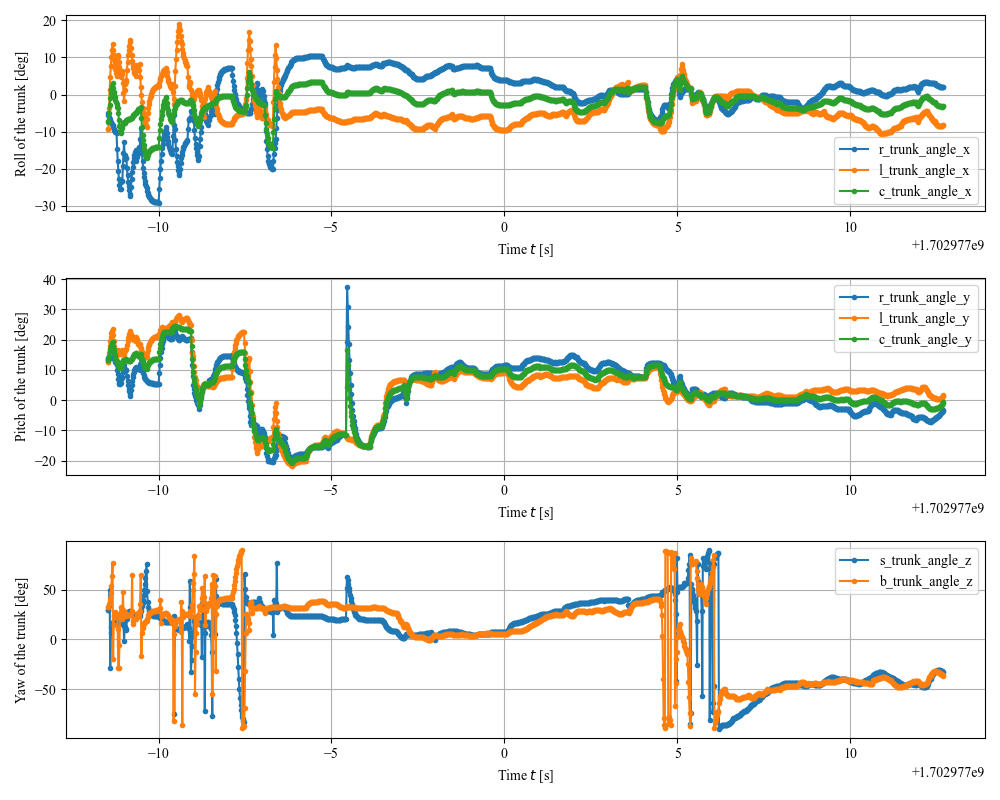 Roll of the trunk [deg]
20
10
0
−10
−20
−30
r_trunk_angle_x
l_trunk_angle_x
c_trunk_angle_x
−10
−5
0
5
10
Time t [s]
+1.702977e9
Pitch of the trunk [deg]
40
30
20
10
0
−10
−20
r_trunk_angle_y
l_trunk_angle_y
c_trunk_angle_y
−10
−5
0
5
10
Time t [s]
+1.702977e9
Yaw of the trunk [deg]
50
0
−50
s_trunk_angle_z
b_trunk_angle_z
−10
−5
0
5
10
Time t [s]
+1.702977e9